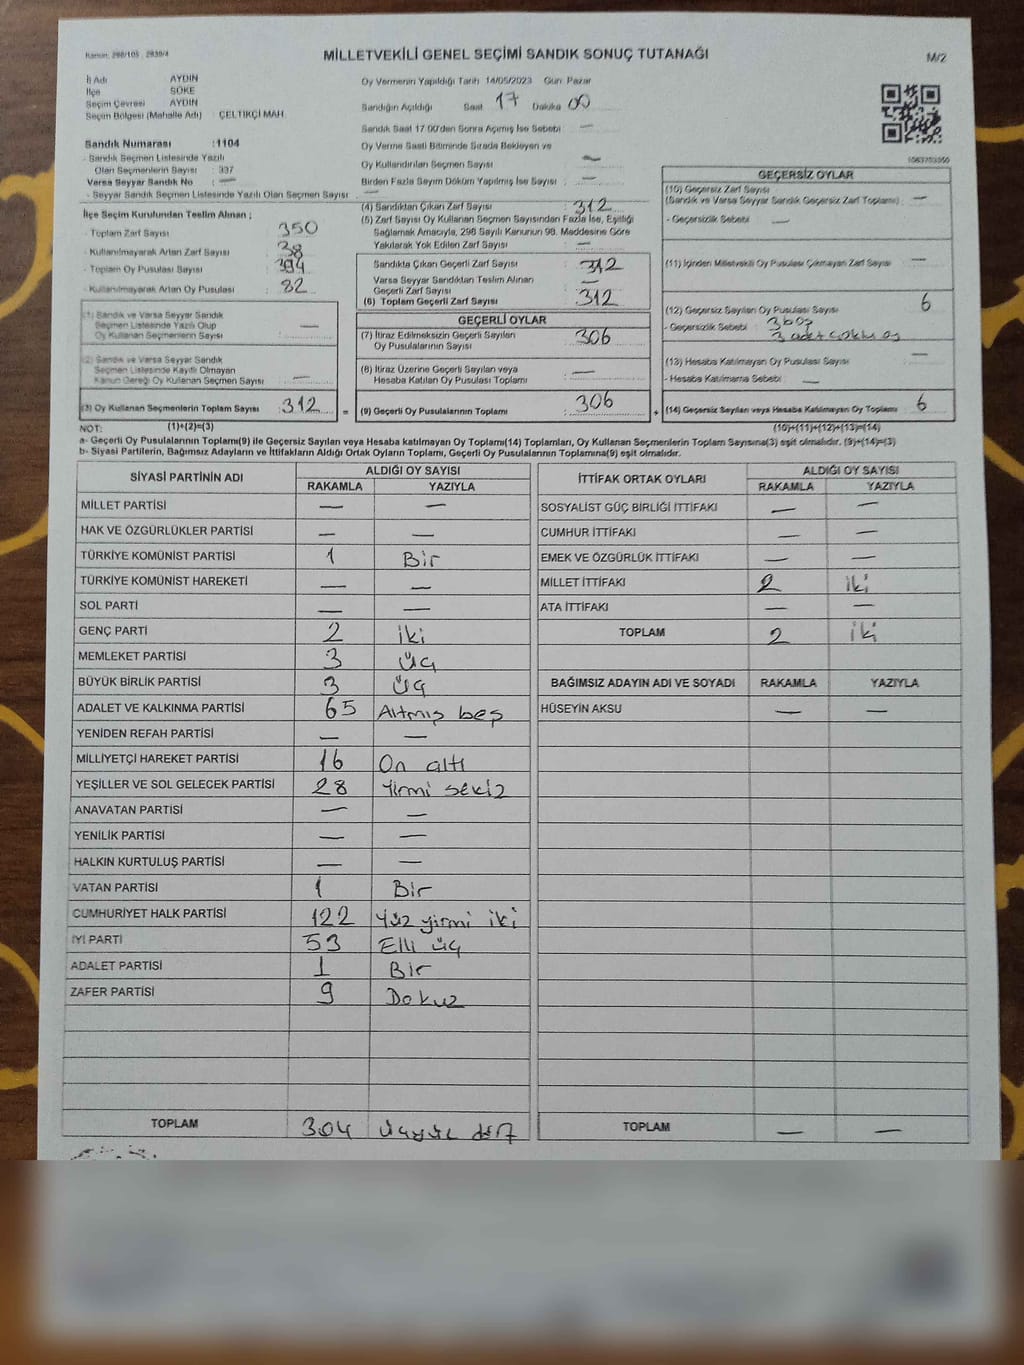 Kanun: 298/105 - 2839/4
MİLLETVEKİLİ GENEL SEÇİMİ SANDIK SONUÇ TUTANAĞI
M/2
İl Adı AYDIN
İlçe SÖKE
Seçim Çevresi AYDIN
Seçim Bölgesi (Mahalle Adı) : ÇELTİKÇİ MAH.
Oy Vermenin Yapıldığı Tarih 14/05/2023 Gün Pazar
Sandığın Açıldığı Saat 17 Dakika 00
Sandık Saat 17:00'den Sonra Açılmış İse Sebebi : —
Oy Verme Saati Bitiminde Sırada Bekleyen ve
Oy Kullandırılan Seçmen Sayısı : —
Birden Fazla Sayım Döküm Yapılmış İse Sayısı : —
Sandık Numarası :1104
- Sandık Seçmen Listesinde Yazılı
Olan Seçmenlerin Sayısı : 337
Varsa Seyyar Sandık No : —
- Seyyar Sandık Seçmen Listesinde Yazılı Olan Seçmen Sayısı : —
İlçe Seçim Kurulundan Teslim Alınan ;
- Toplam Zarf Sayısı : 350
- Kullanılmayarak Artan Zarf Sayısı : 38
- Toplam Oy Pusulası Sayısı : 394
- Kullanılmayarak Artan Oy Pusulası : 82
(1) Sandık ve Varsa Seyyar Sandık
Seçmen Listesinde Yazılı Olup
Oy Kullanan Seçmenlerin Sayısı : —
(2) Sandık ve Varsa Seyyar Sandık
Seçmen Listesinde Kayıtlı Olmayan
Kanun Gereği Oy Kullanan Seçmen Sayısı : —
(3) Oy Kullanan Seçmenlerin Toplam Sayısı : 312
(4) Sandıktan Çıkan Zarf Sayısı : 312
(5) Zarf Sayısı Oy Kullanan Seçmen Sayısından Fazla İse, Eşitliği
Sağlamak Amacıyla, 298 Sayılı Kanunun 98. Maddesine Göre
Yakılarak Yok Edilen Zarf Sayısı : —
Sandıkta Çıkan Geçerli Zarf Sayısı : 312
Varsa Seyyar Sandıktan Teslim Alınan
Geçerli Zarf Sayısı : —
(6) Toplam Geçerli Zarf Sayısı : 312
GEÇERLİ OYLAR
(7) İtiraz Edilmeksizin Geçerli Sayılan
Oy Pusulalarının Sayısı : 306
(8) İtiraz Üzerine Geçerli Sayılan veya
Hesaba Katılan Oy Pusulası Toplamı : —
= (9) Geçerli Oy Pusulalarının Toplamı : 306
GEÇERSİZ OYLAR
(10) Geçersiz Zarf Sayısı
(Sandık ve Varsa Seyyar Sandık Geçersiz Zarf Toplamı) : —
- Geçersizlik Sebebi : —
(11) İçinden Milletvekili Oy Pusulası Çıkmayan Zarf Sayısı : —
(12) Geçersiz Sayılan Oy Pusulası Sayısı : 6
- Geçersizlik Sebebi : 3 boş
3 adet çoklu oy
(13) Hesaba Katılmayan Oy Pusulası Sayısı : —
- Hesaba Katılmama Sebebi : —
+ (14) Geçersiz Sayılan veya Hesaba Katılmayan Oy Toplamı : 6
NOT: (1)+(2)=(3) (10)+(11)+(12)+(13)=(14)
a- Geçerli Oy Pusulalarının Toplamı(9) ile Geçersiz Sayılan veya Hesaba katılmayan Oy Toplamı(14) Toplamları, Oy Kullanan Seçmenlerin Toplam Sayısına(3) eşit olmalıdır. (9)+(14)=(3)
b- Siyasi Partilerin, Bağımsız Adayların ve İttifakların Aldığı Ortak Oyların Toplamı, Geçerli Oy Pusulalarının Toplamına(9) eşit olmalıdır.
SİYASİ PARTİNİN ADI ALDIĞI OY SAYISI
RAKAMLA YAZIYLA
MİLLET PARTİSİ — —
HAK VE ÖZGÜRLÜKLER PARTİSİ — —
TÜRKİYE KOMÜNİST PARTİSİ 1 Bir
TÜRKİYE KOMÜNİST HAREKETİ — —
SOL PARTİ — —
GENÇ PARTİ 2 iki
MEMLEKET PARTİSİ 3 üç
BÜYÜK BİRLİK PARTİSİ 3 üç
ADALET VE KALKINMA PARTİSİ 65 Altmış beş
YENİDEN REFAH PARTİSİ — —
MİLLİYETÇİ HAREKET PARTİSİ 16 On altı
YEŞİLLER VE SOL GELECEK PARTİSİ 28 Yirmi sekiz
ANAVATAN PARTİSİ — —
YENİLİK PARTİSİ — —
HALKIN KURTULUŞ PARTİSİ — —
VATAN PARTİSİ 1 Bir
CUMHURİYET HALK PARTİSİ 122 Yüz yirmi iki
İYİ PARTİ 53 Elli üç
ADALET PARTİSİ 1 Bir
ZAFER PARTİSİ 9 Dokuz
TOPLAM 304 üçyüz dört
İTTİFAK ORTAK OYLARI ALDIĞI OY SAYISI
RAKAMLA YAZIYLA
SOSYALİST GÜÇ BİRLİĞİ İTTİFAKI — —
CUMHUR İTTİFAKI — —
EMEK VE ÖZGÜRLÜK İTTİFAKI — —
MİLLET İTTİFAKI 2 iki
ATA İTTİFAKI — —
TOPLAM 2 iki
BAĞIMSIZ ADAYIN ADI VE SOYADI RAKAMLA YAZIYLA
HÜSEYİN AKSU — —
TOPLAM — —